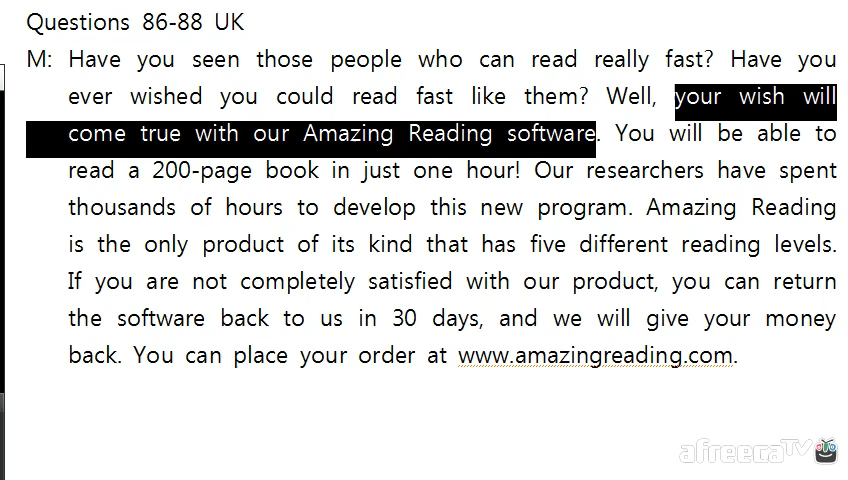 Questions 86-88 UK
M: Have you seen those people who can read really fast? Have you
ever wished you could read fast like them? Well, your wish will
come true with our Amazing Reading software. You will be able to
read a 200-page book in just one hour! Our researchers have spent
thousands of hours to develop this new program. Amazing Reading
is the only product of its kind that has five different reading levels.
If you are not completely satisfied with our product, you can return
the software back to us in 30 days, and we will give your money
back. You can place your order at www.amazingreading.com.
afreecaTV